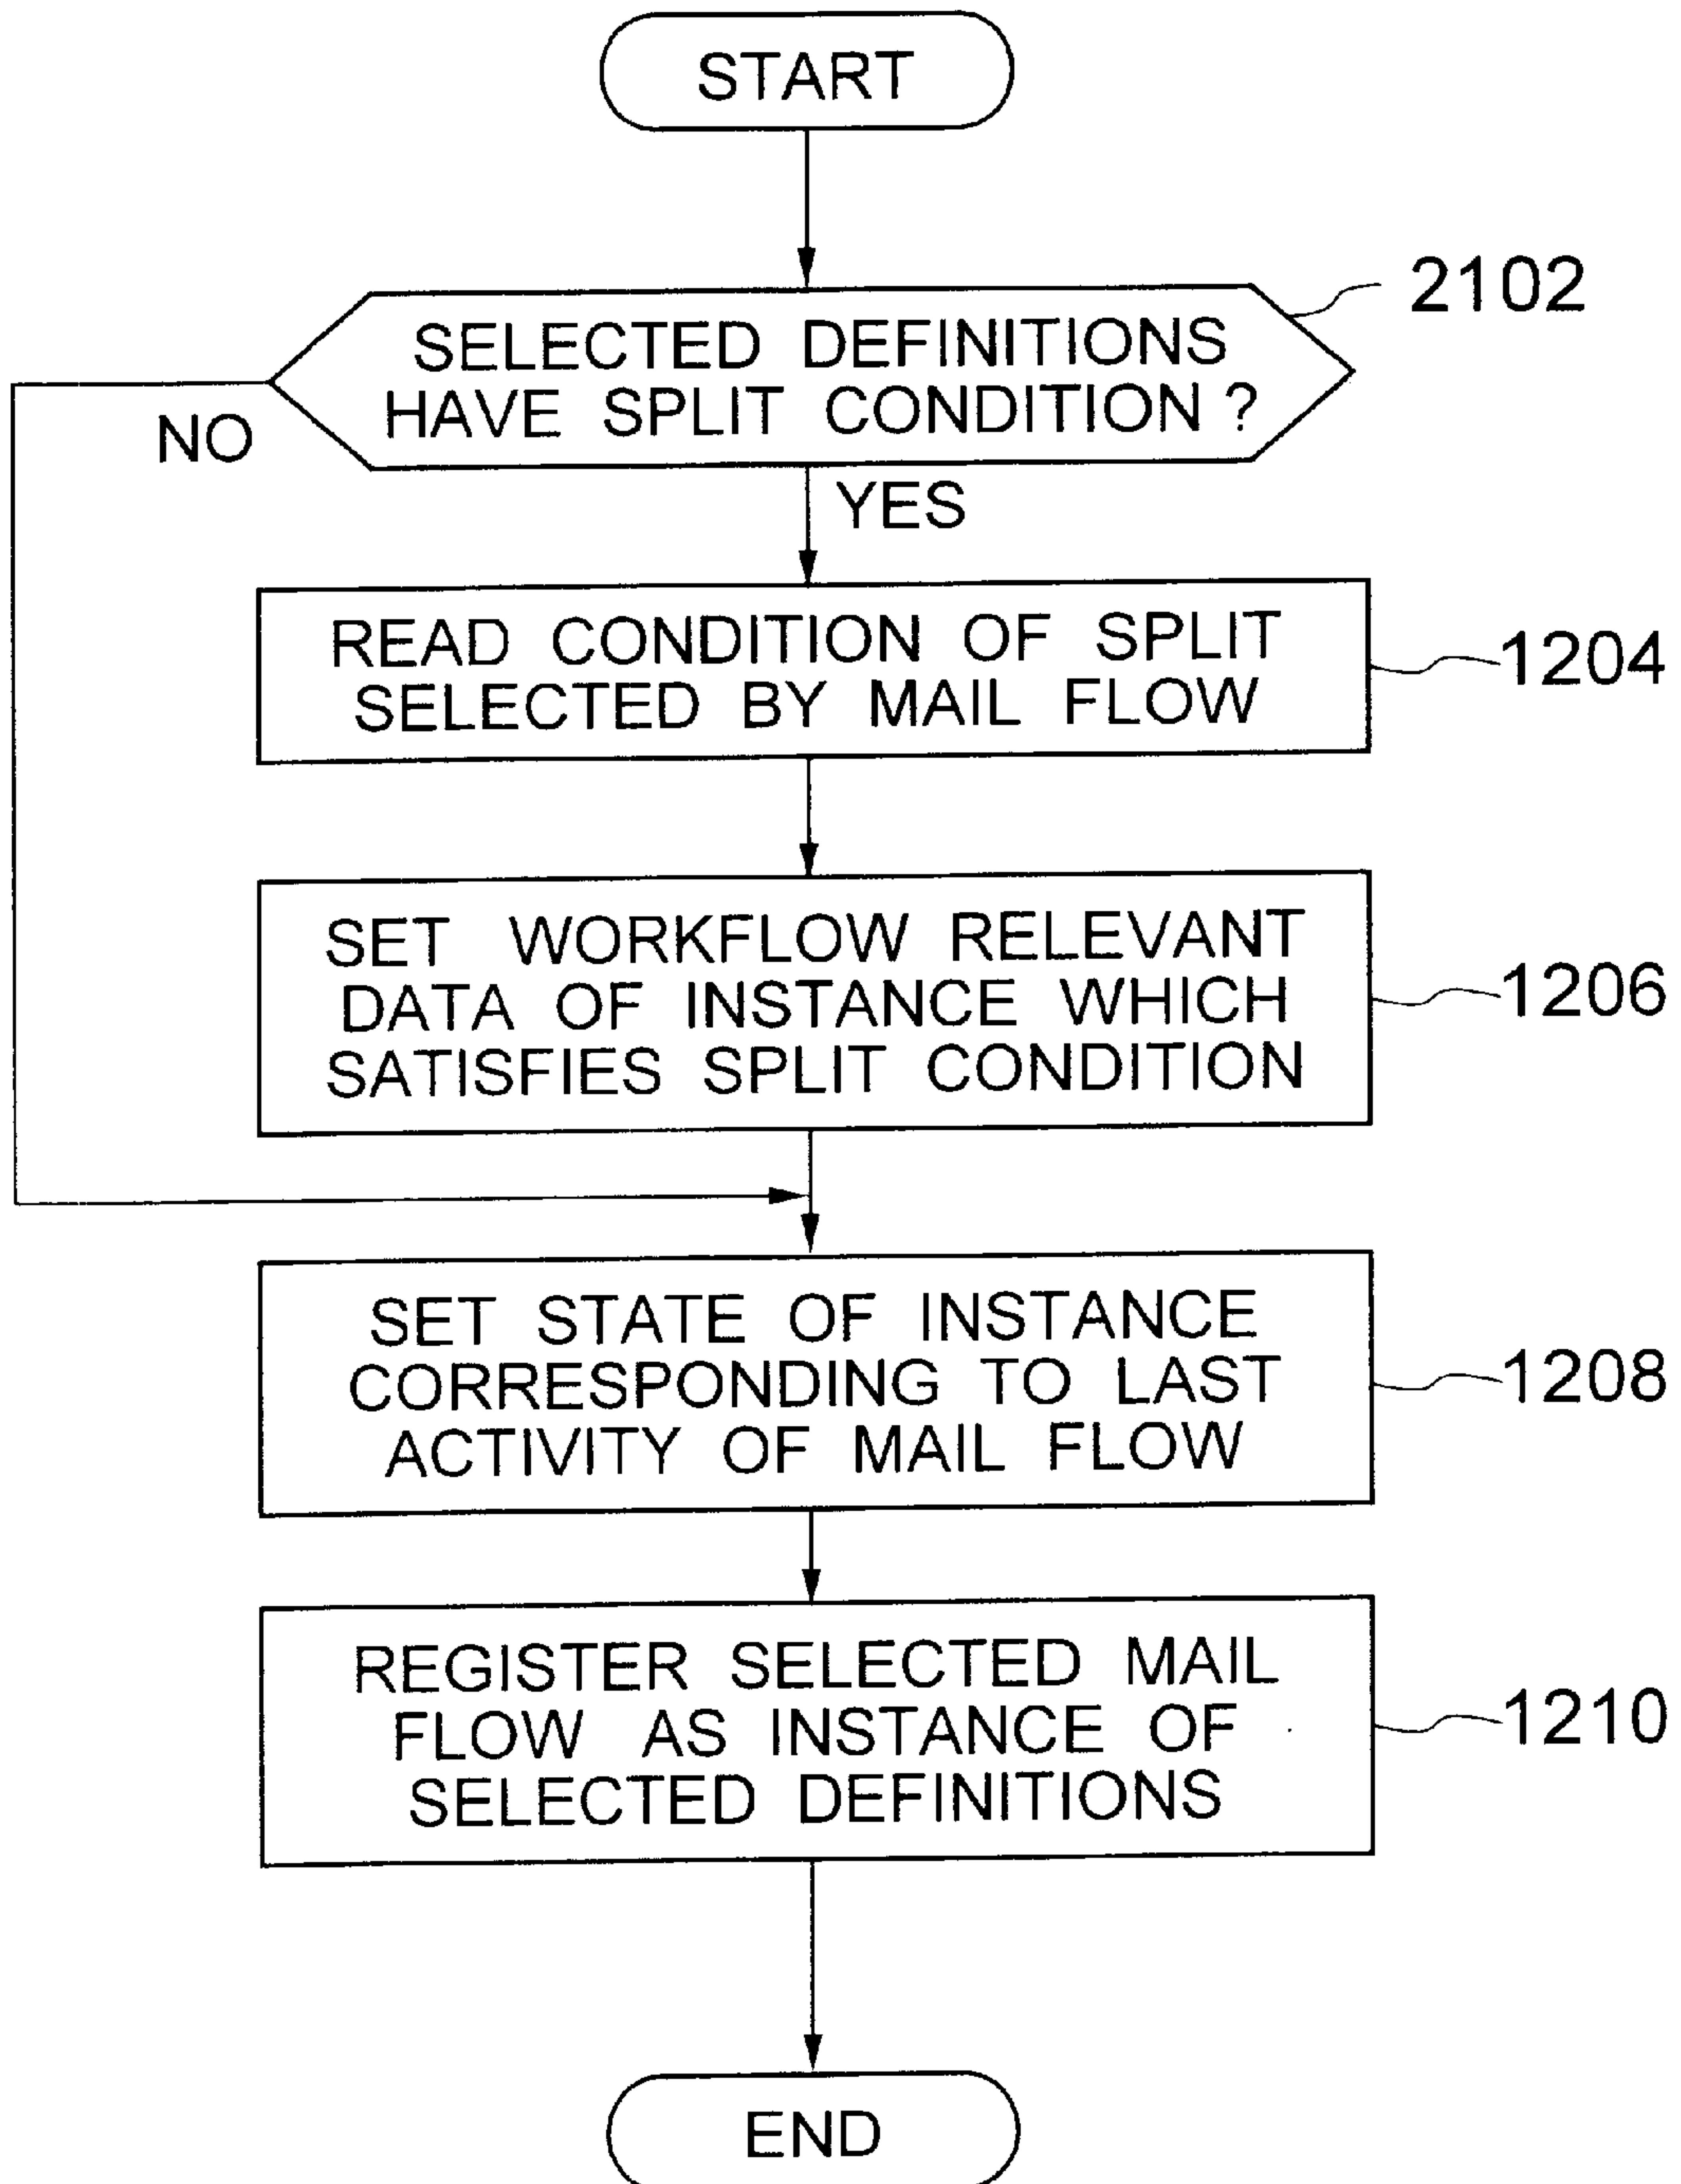 START
2102
SELECTED DEFINITIONS
HAVE SPLIT CONDITION ?
NO
YES
READ CONDITION OF SPLIT
SELECTED BY MAIL FLOW
1204
SET WORKFLOW RELEVANT
DATA OF INSTANCE WHICH
SATISFIES SPLIT CONDITION
1206
SET STATE OF INSTANCE
CORRESPONDING TO LAST
ACTIVITY OF MAIL FLOW
1208
REGISTER SELECTED MAIL
FLOW AS INSTANCE OF
SELECTED DEFINITIONS
1210
END